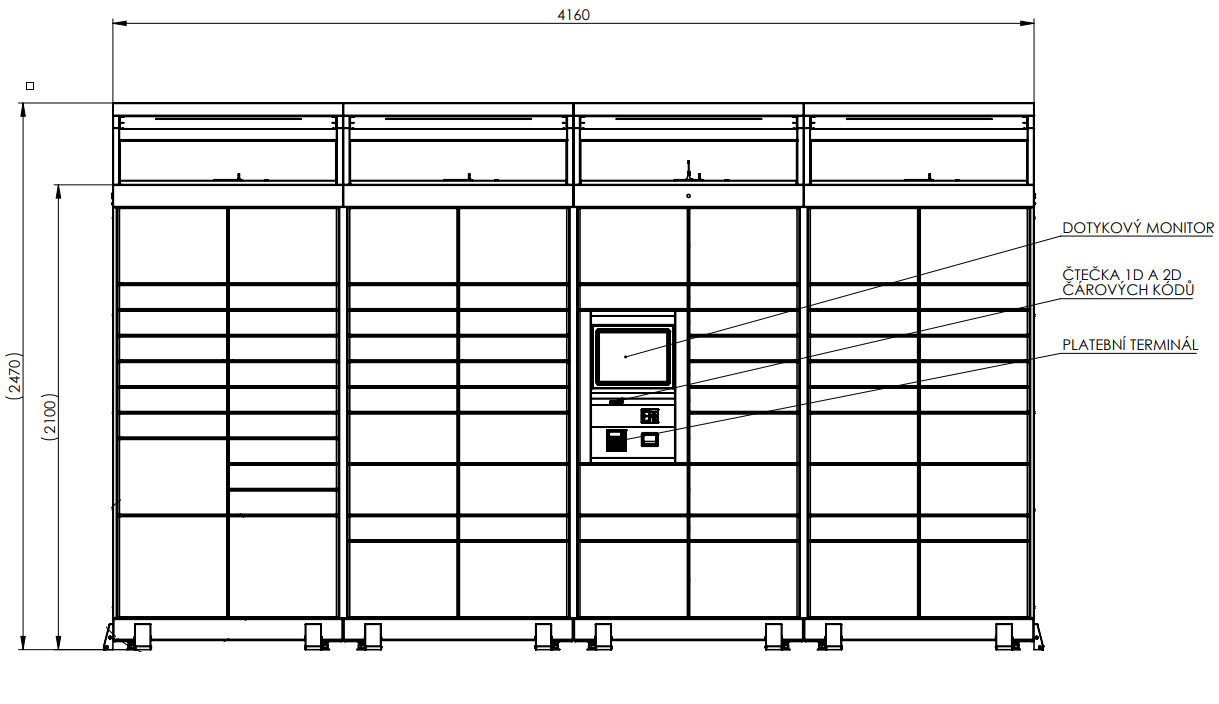 4160
DOTYKOVÝ MONITOR
ČTEČKA 1D A 2D
ČÁROVÝCH KÓDŮ
PLATEBNÍ TERMINÁL
(2470)
(2100)